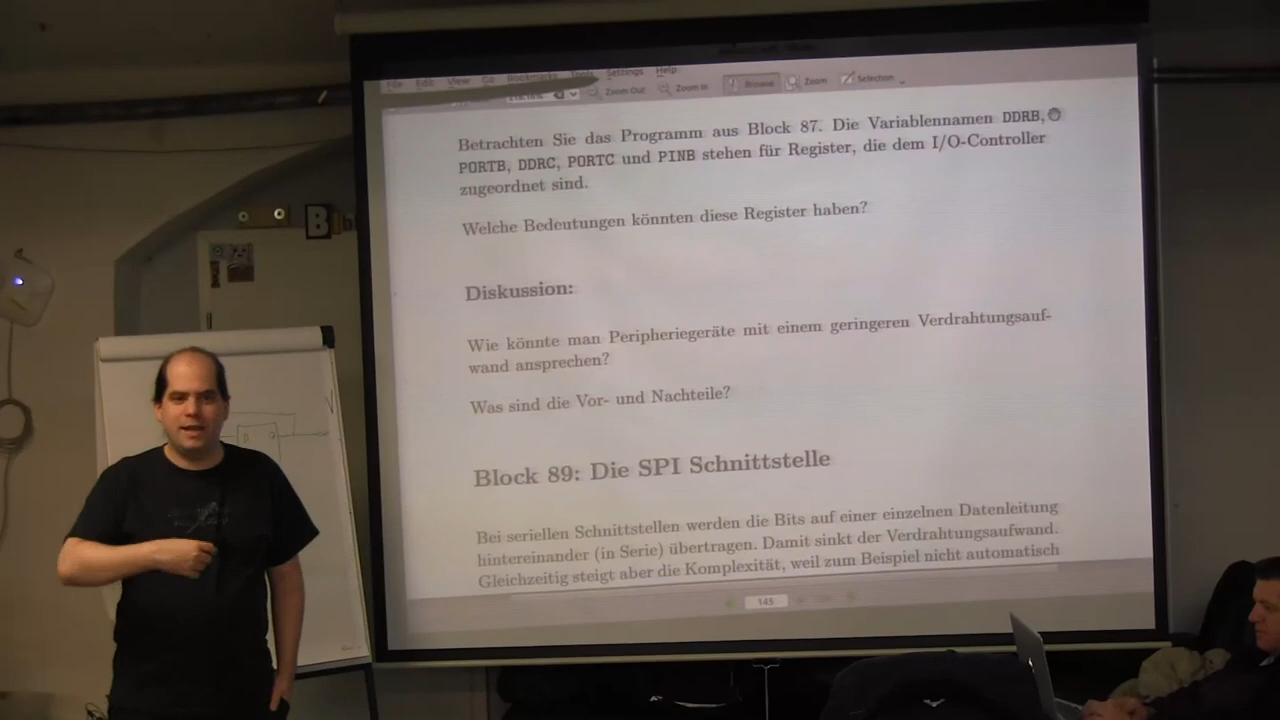 File Edit View Go Bookmarks Tools Settings Help
Zoom Out Zoom In Browse Zoom Selection
Betrachten Sie das Programm aus Block 87. Die Variablennamen DDRB,
PORTB, DDRC, PORTC und PINB stehen für Register, die dem I/O-Controller
zugeordnet sind.
Welche Bedeutungen könnten diese Register haben?
Diskussion:
Wie könnte man Peripheriegeräte mit einem geringeren Verdrahtungsauf-
wand ansprechen?
Was sind die Vor- und Nachteile?
Block 89: Die SPI Schnittstelle
Bei seriellen Schnittstellen werden die Bits auf einer einzelnen Datenleitung
hintereinander (in Serie) übertragen. Damit sinkt der Verdrahtungsaufwand.
Gleichzeitig steigt aber die Komplexität, weil zum Beispiel nicht automatisch
145